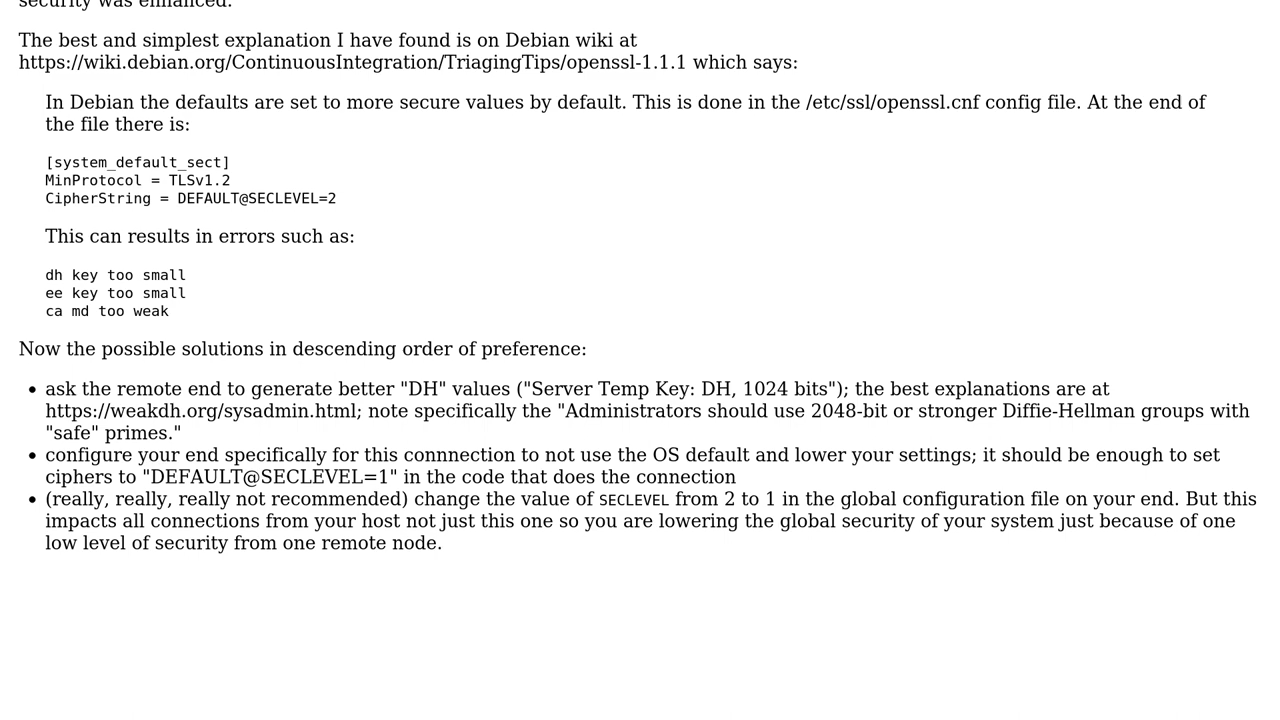 security was enhanced.
The best and simplest explanation I have found is on Debian wiki at
https://wiki.debian.org/ContinuousIntegration/TriagingTips/openssl-1.1.1 which says:
In Debian the defaults are set to more secure values by default. This is done in the /etc/ssl/openssl.cnf config file. At the end of
the file there is:
[system_default_sect]
MinProtocol = TLSv1.2
CipherString = DEFAULT@SECLEVEL=2
This can results in errors such as:
dh key too small
ee key too small
ca md too weak
Now the possible solutions in descending order of preference:
• ask the remote end to generate better "DH" values ("Server Temp Key: DH, 1024 bits"); the best explanations are at
https://weakdh.org/sysadmin.html; note specifically the "Administrators should use 2048-bit or stronger Diffie-Hellman groups with
"safe" primes."
• configure your end specifically for this connnection to not use the OS default and lower your settings; it should be enough to set
ciphers to "DEFAULT@SECLEVEL=1" in the code that does the connection
• (really, really, really not recommended) change the value of SECLEVEL from 2 to 1 in the global configuration file on your end. But this
impacts all connections from your host not just this one so you are lowering the global security of your system just because of one
low level of security from one remote node.